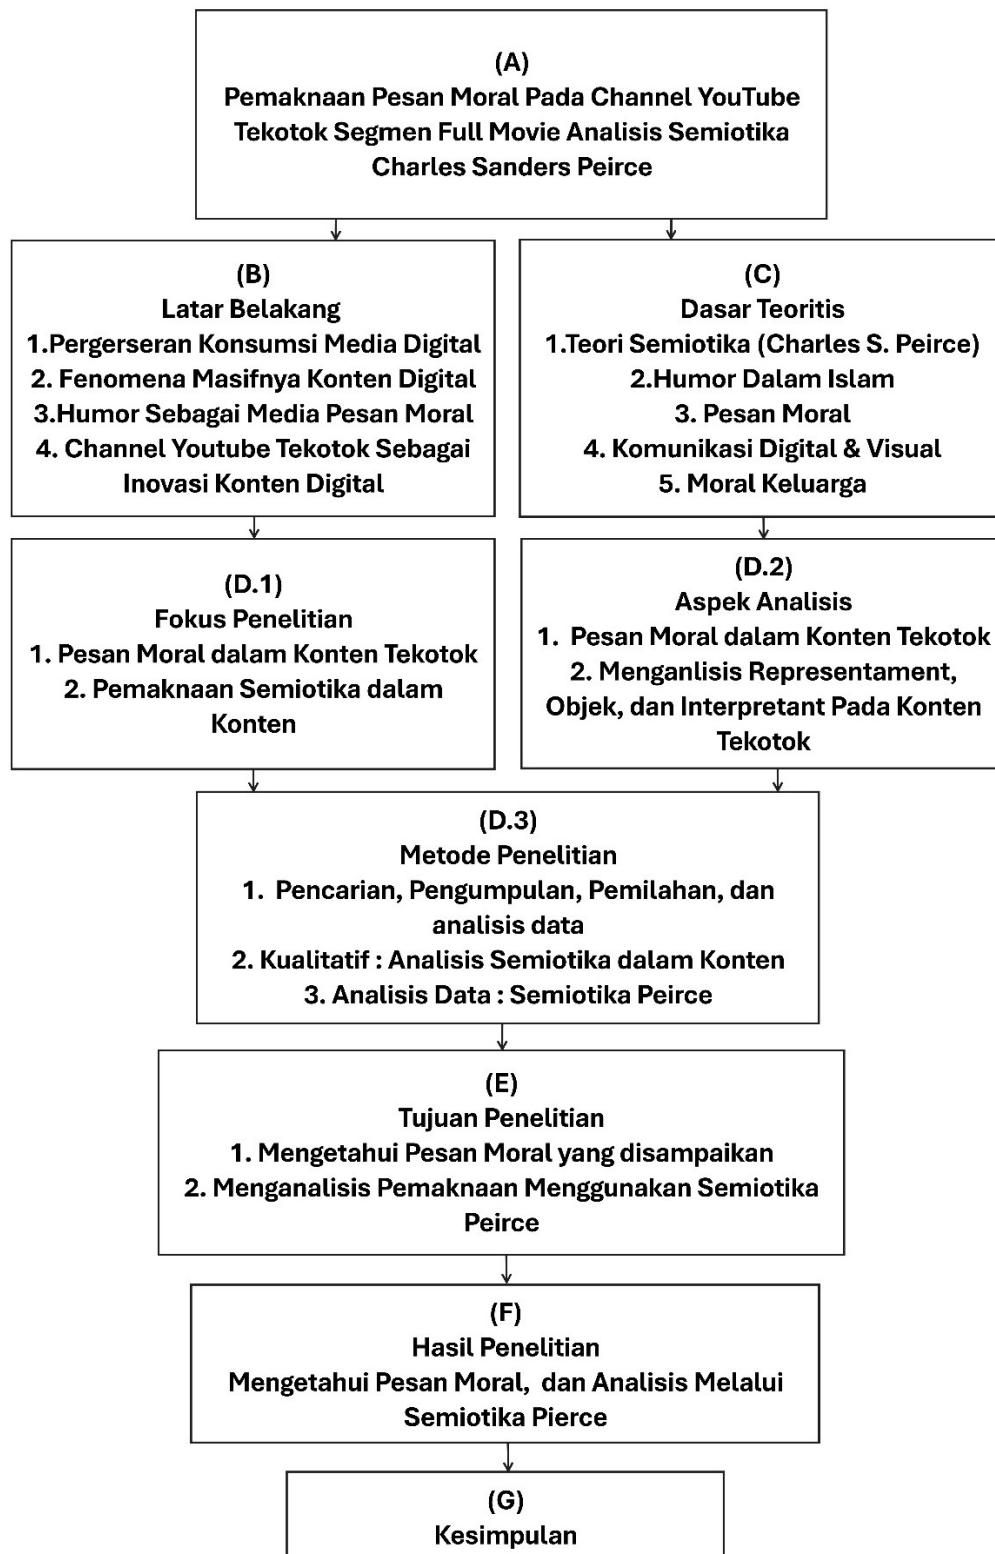 (A)
Pemaknaan Pesan Moral Pada Channel YouTube
Tekotok Segmen Full Movie Analisis Semiotika
Charles Sanders Peirce
(B)
Latar Belakang
1.Pergerseran Konsumsi Media Digital
2. Fenomena Masifnya Konten Digital
3.Humor Sebagai Media Pesan Moral
4. Channel Youtube Tekotok Sebagai
Inovasi Konten Digital
(C)
Dasar Teoritis
1.Teori Semiotika (Charles S. Peirce)
2.Humor Dalam Islam
3. Pesan Moral
4. Komunikasi Digital & Visual
5. Moral Keluarga
(D.1)
Fokus Penelitian
1. Pesan Moral dalam Konten Tekotok
2. Pemaknaan Semiotika dalam
Konten
(D.2)
Aspek Analisis
1. Pesan Moral dalam Konten Tekotok
2. Menganlisis Representament,
Objek, dan Interpretant Pada Konten
Tekotok
(D.3)
Metode Penelitian
1. Pencarian, Pengumpulan, Pemilahan, dan
analisis data
2. Kualitatif : Analisis Semiotika dalam Konten
3. Analisis Data : Semiotika Peirce
(E)
Tujuan Penelitian
1. Mengetahui Pesan Moral yang disampaikan
2. Menganalisis Pemaknaan Menggunakan Semiotika
Peirce
(F)
Hasil Penelitian
Mengetahui Pesan Moral, dan Analisis Melalui
Semiotika Pierce
(G)
Kesimpulan